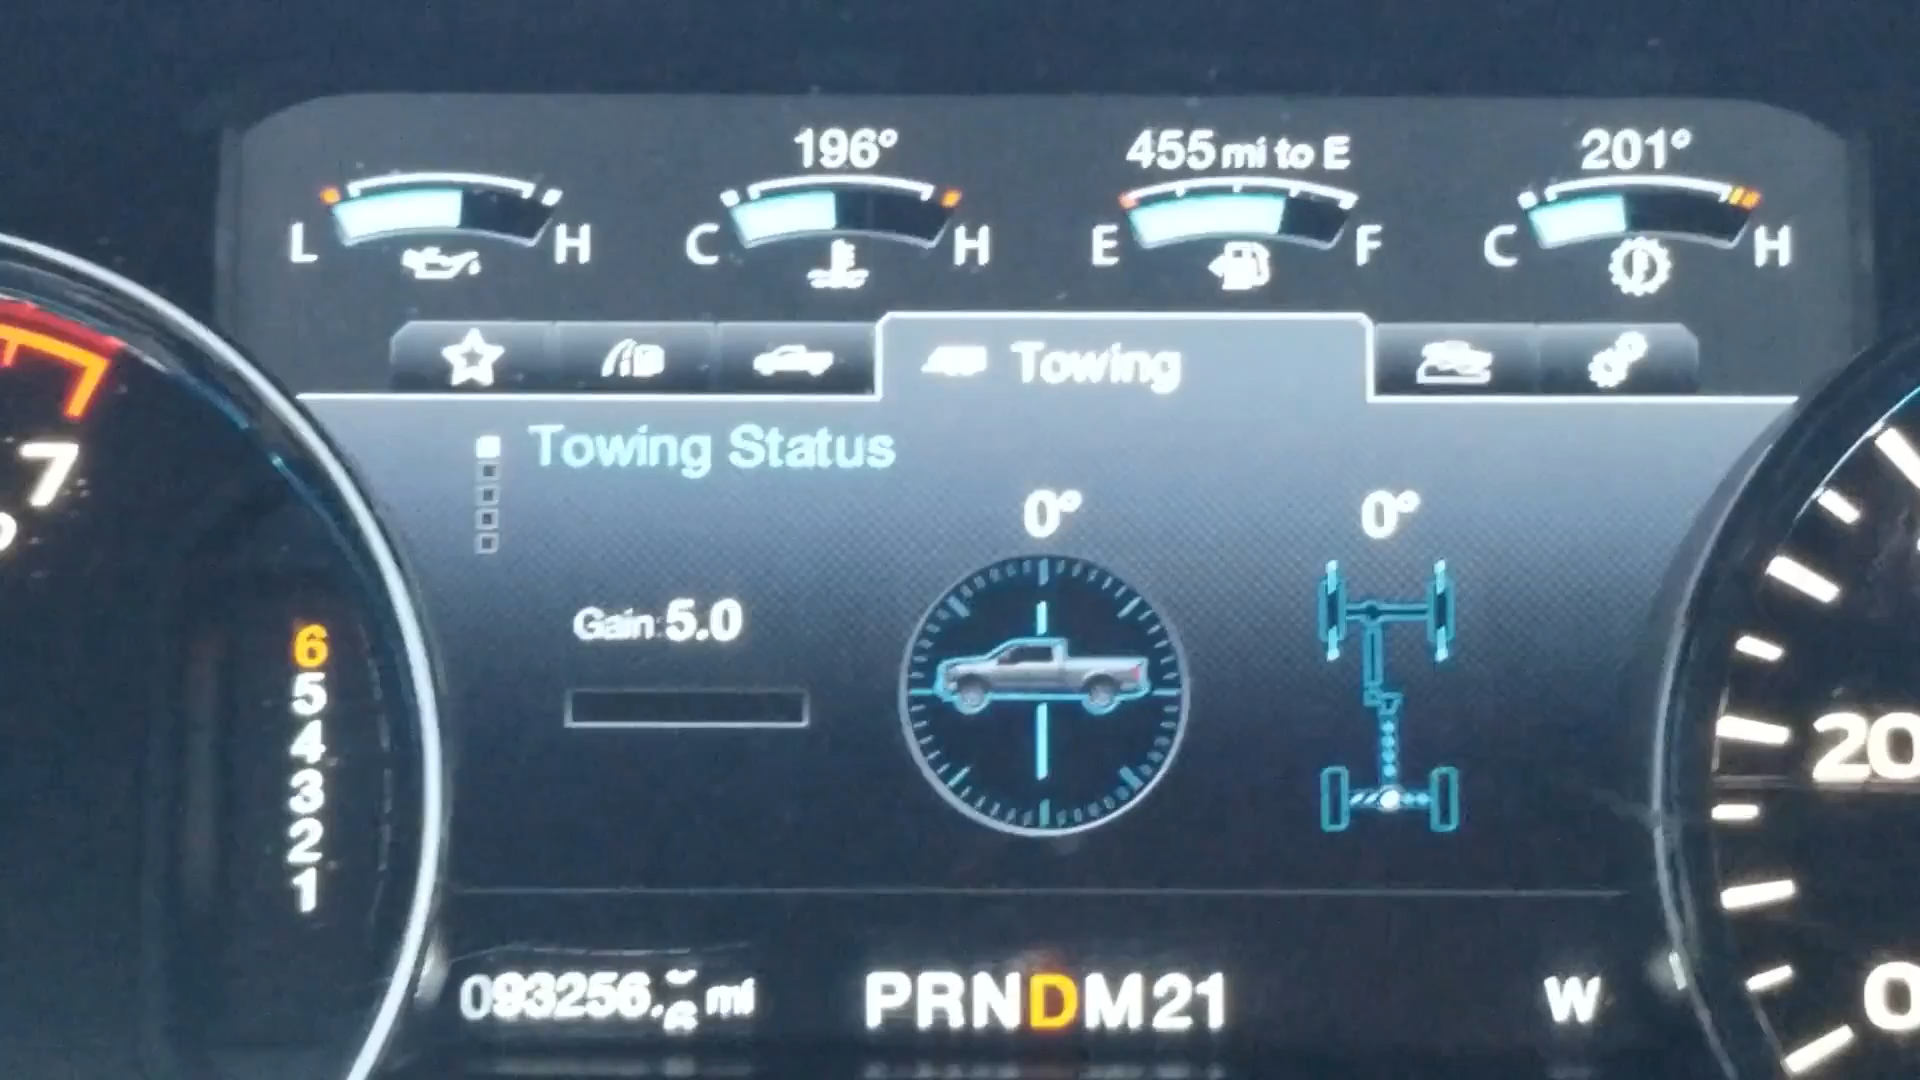 196° 455 mi to E 201°
L H C H E F C H
Towing
Towing Status
0° 0°
7
Gain: 5.0
6
5
4
3
2
1
20
093256. mi PRNDM21 W
0